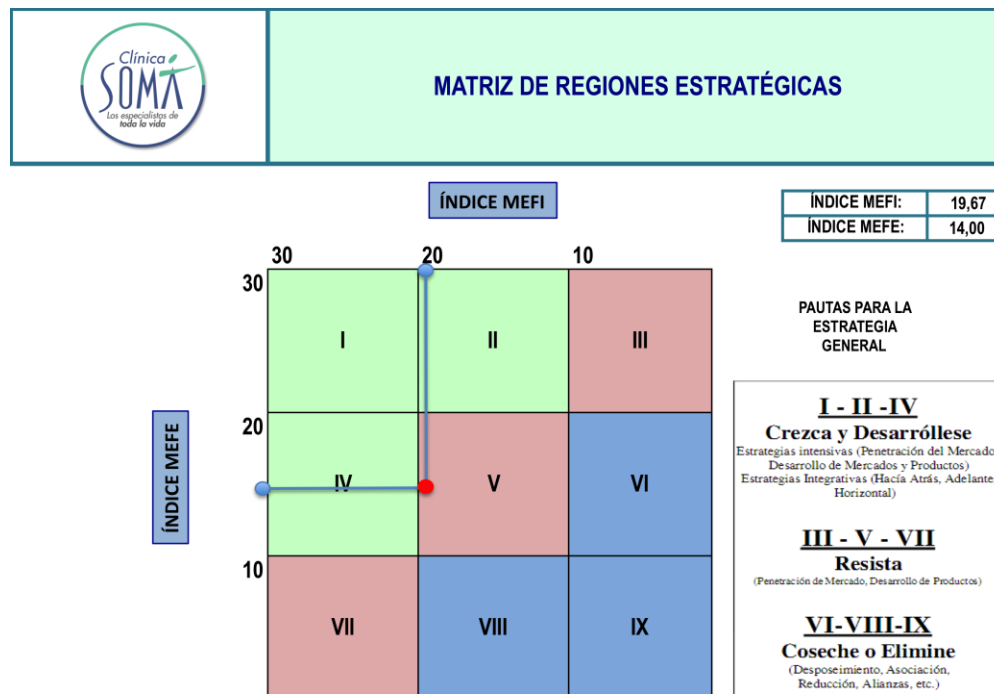 Clínica
SOMA
Los especialistas de
toda la vida
MATRIZ DE REGIONES ESTRATÉGICAS
ÍNDICE MEFI
ÍNDICE MEFI: 19,67
ÍNDICE MEFE: 14,00
30 20 10
30
I II III
PAUTAS PARA LA
ESTRATEGIA
GENERAL
20
ÍNDICE MEFE
IV V VI
10
VII VIII IX
I - II -IV
Crezca y Desarróllese
Estrategias intensivas (Penetración del Mercado
Desarrollo de Mercados y Productos)
Estrategias Integrativas (Hacía Atrás, Adelante
Horizontal)
III - V - VII
Resista
(Penetración de Mercado, Desarrollo de Productos)
VI-VIII-IX
Coseche o Elimine
(Desposeimiento, Asociación,
Reducción, Alianzas, etc.)